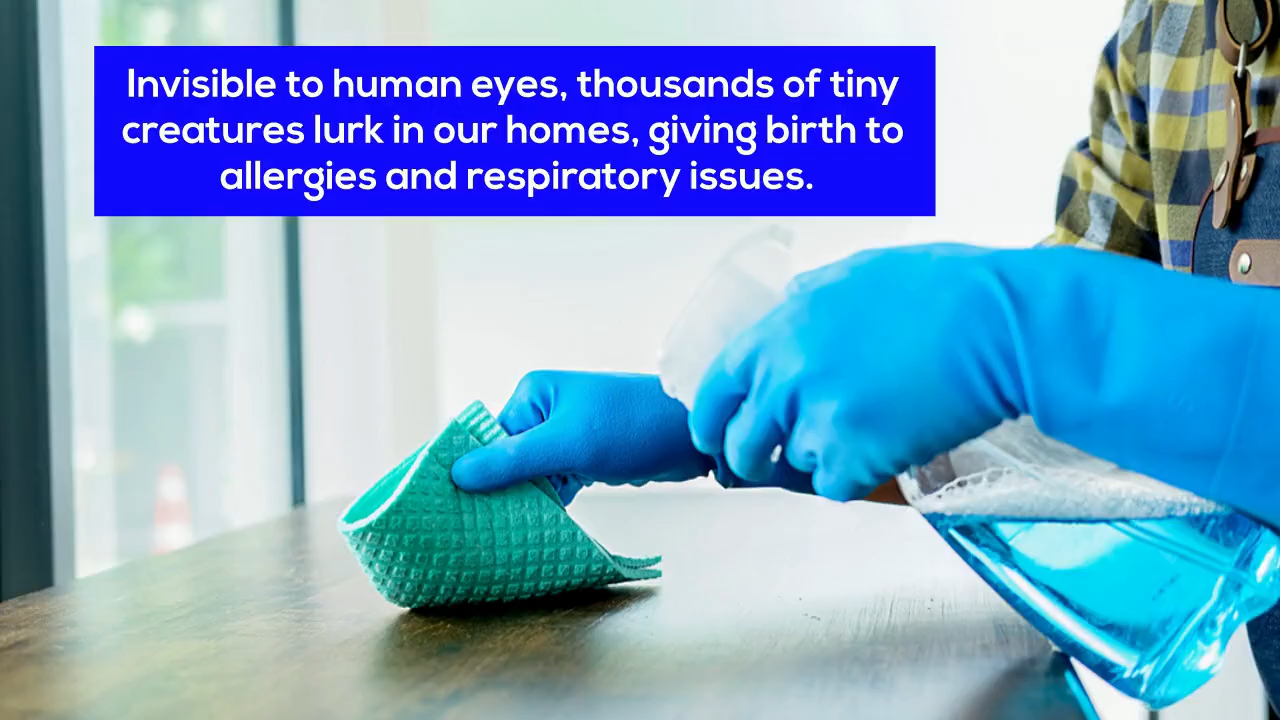 Invisible to human eyes, thousands of tiny
creatures lurk in our homes, giving birth to
allergies and respiratory issues.